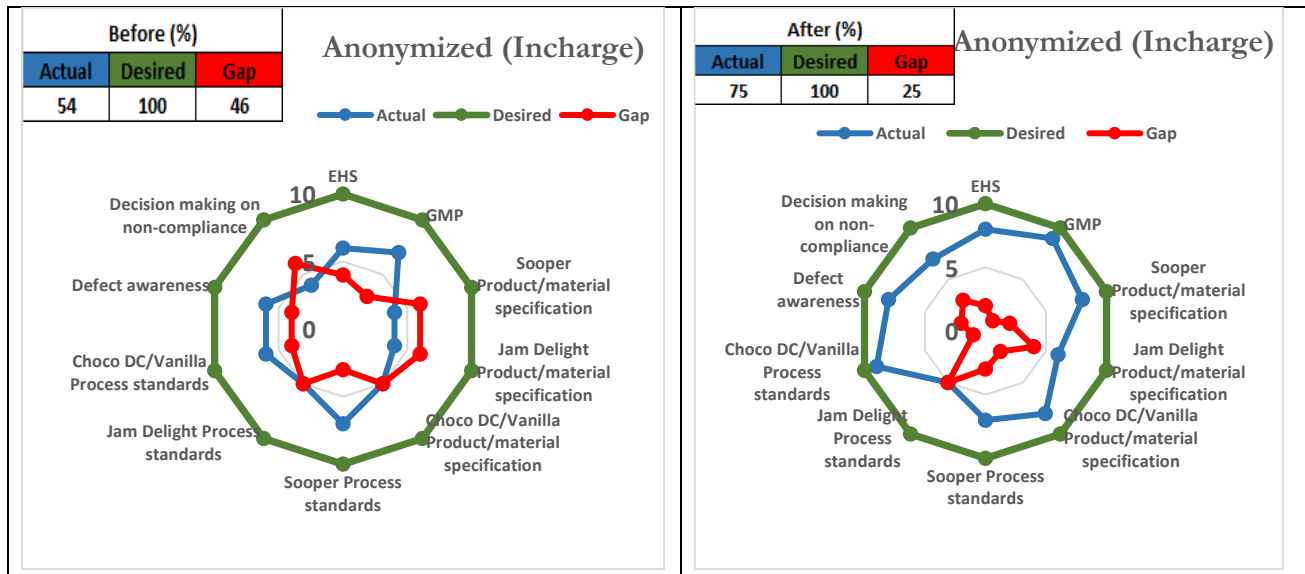 Before (%)
Actual Desired Gap
54 100 46
Anonymized (Incharge)
Actual Desired Gap
EHS
GMP
Sooper
Product/material
specification
Jam Delight
Product/material
specification
Choco DC/Vanilla
Product/material
specification
Sooper Process
standards
Jam Delight Process
standards
Choco DC/Vanilla
Process standards
Defect awareness
Decision making on
non-compliance
10
5
0
After (%)
Actual Desired Gap
75 100 25
Anonymized (Incharge)
Actual Desired Gap
EHS
GMP
Sooper
Product/material
specification
Jam Delight
Product/material
specification
Choco DC/Vanilla
Product/material
specification
Sooper Process
standards
Jam Delight
Process
standards
Choco DC/Vanilla
Process
standards
Defect
awareness
Decision making
on non-
compliance
10
5
0